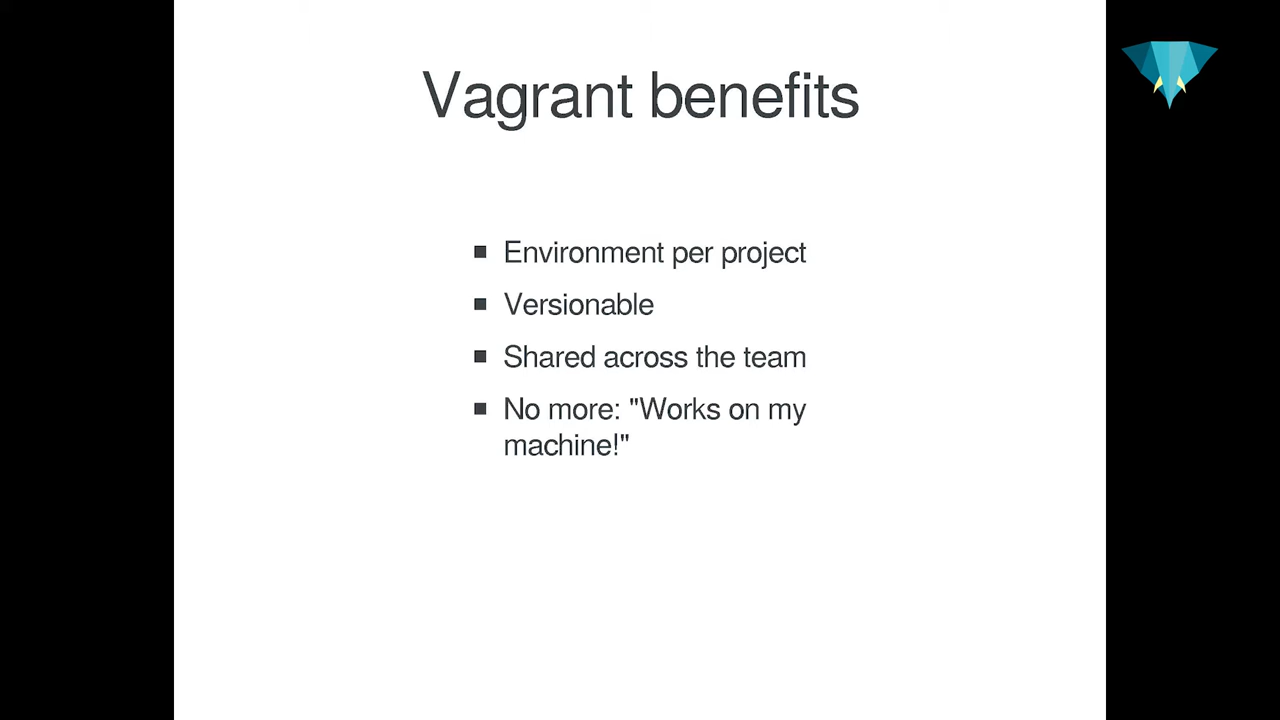 Vagrant benefits
Environment per project
Versionable
Shared across the team
No more: "Works on my
machine!"